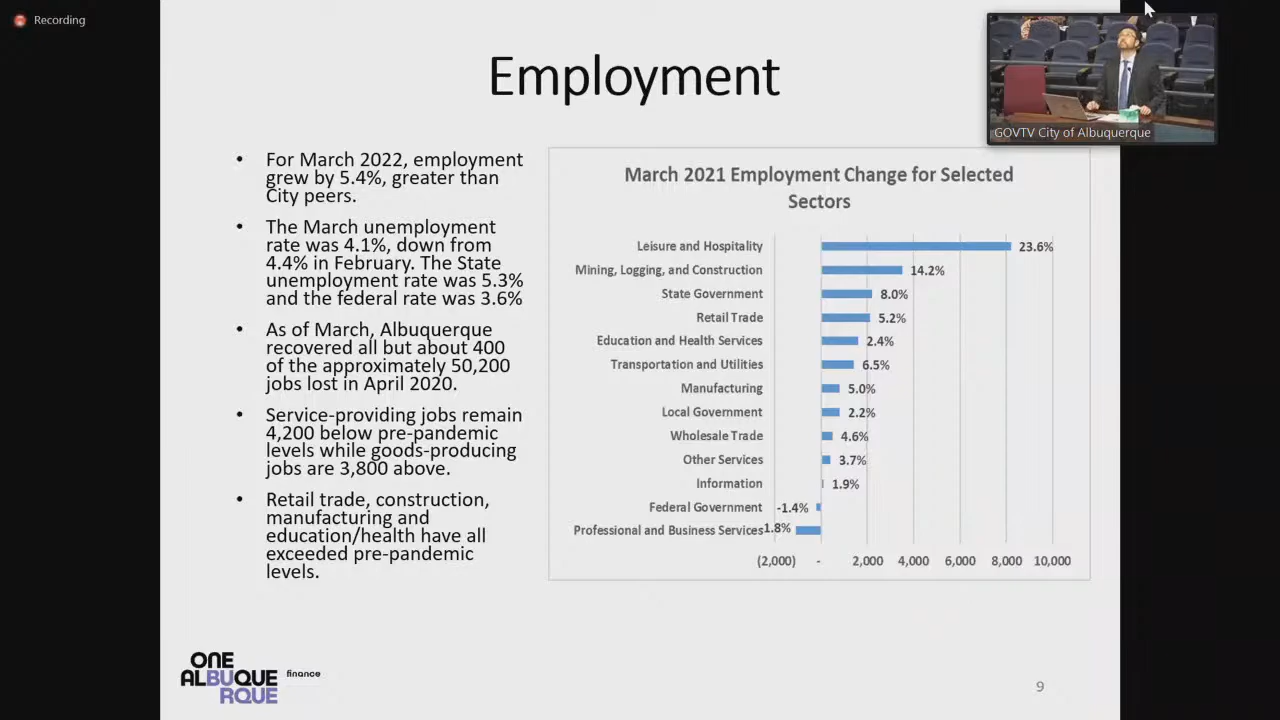 Recording
Employment
GOVTV City of Albuquerque
• For March 2022, employment
grew by 5.4%, greater than
City peers.
• The March unemployment
rate was 4.1%, down from
4.4% in February. The State
unemployment rate was 5.3%
and the federal rate was 3.6%
• As of March, Albuquerque
recovered all but about 400
of the approximately 50,200
jobs lost in April 2020.
• Service-providing jobs remain
4,200 below pre-pandemic
levels while goods-producing
jobs are 3,800 above.
• Retail trade, construction,
manufacturing and
education/health have all
exceeded pre-pandemic
levels.
March 2021 Employment Change for Selected
Sectors
Leisure and Hospitality 23.6%
Mining, Logging, and Construction 14.2%
State Government 8.0%
Retail Trade 5.2%
Education and Health Services 2.4%
Transportation and Utilities 6.5%
Manufacturing 5.0%
Local Government 2.2%
Wholesale Trade 4.6%
Other Services 3.7%
Information 1.9%
Federal Government -1.4%
Professional and Business Services 1.8%
(2,000) - 2,000 4,000 6,000 8,000 10,000
ONE
ALBUQUE
RQUE
finance
9